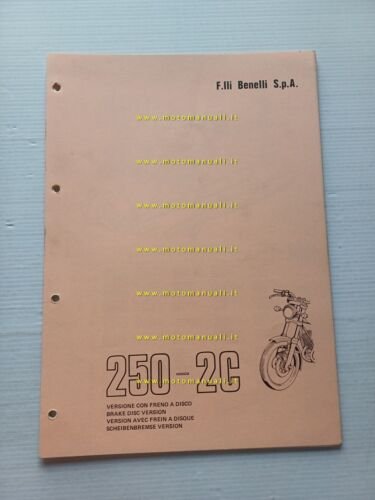 F.lli Benelli S.p.A.
www.motomanuali.it
www.motomanuali.it
www.motomanuali.it
www.motomanuali.it
www.motomanuali.it
www.motomanuali.it
www.motomanuali.it
250-2C
VERSIONE CON FRENO A DISCO
BRAKE DISC VERSION
VERSION AVEC FREIN A DISQUE
SCHEIBENBREMSE VERSION